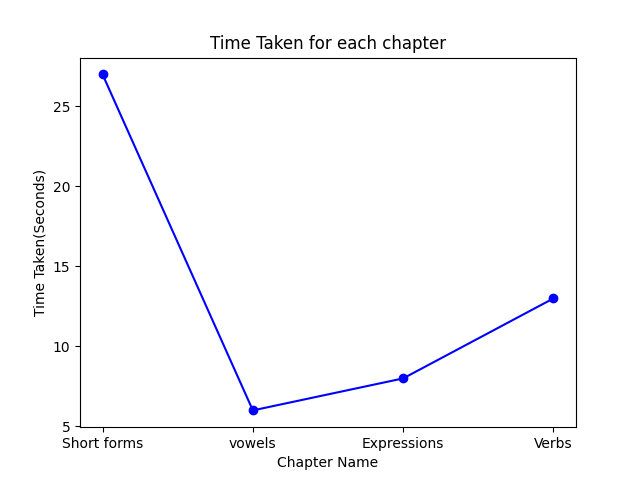 Time Taken for each chapter
Time Taken(Seconds)
25
20
15
10
5
Short forms vowels Expressions Verbs
Chapter Name